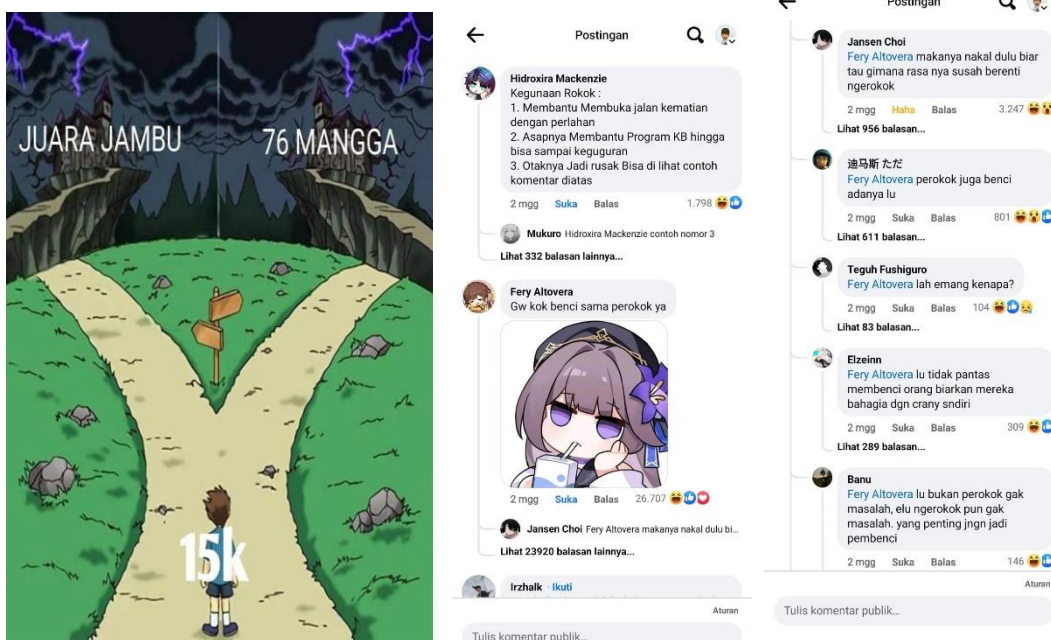 JUARA JAMBU
76 MANGGA
15k
Postingan
Hidroxira Mackenzie
Kegunaan Rokok :
1. Membantu Membuka jalan kematian
dengan perlahan
2. Asapnya Membantu Program KB hingga
bisa sampai keguguran
3. Otaknya Jadi rusak Bisa di lihat contoh
komentar diatas
2 mgg Suka Balas 1.798
Mukuro Hidroxira Mackenzie contoh nomor 3
Lihat 332 balasan lainnya...
Fery Altovera
Gw kok benci sama perokok ya
2 mgg Suka Balas 26.707
Jansen Choi Fery Altovera makanya nakal dulu bi...
Lihat 23920 balasan lainnya...
Irzhalk · Ikuti
Aturan
Tulis komentar publik...
Postingan
Jansen Choi
Fery Altovera makanya nakal dulu biar
tau gimana rasa nya susah berenti
ngerokok
2 mgg Haha Balas 3.247
Lihat 956 balasan...
迪马斯 ただ
Fery Altovera perokok juga benci
adanya lu
2 mgg Suka Balas 801
Lihat 611 balasan...
Teguh Fushiguro
Fery Altovera lah emang kenapa?
2 mgg Suka Balas 104
Lihat 83 balasan...
Elzeinn
Fery Altovera lu tidak pantas
membenci orang biarkan mereka
bahagia dgn crany sndiri
2 mgg Suka Balas 309
Lihat 289 balasan...
Banu
Fery Altovera lu bukan perokok gak
masalah, elu ngerokok pun gak
masalah. yang penting jngn jadi
pembenci
2 mgg Suka Balas 146
Aturan
Tulis komentar publik...